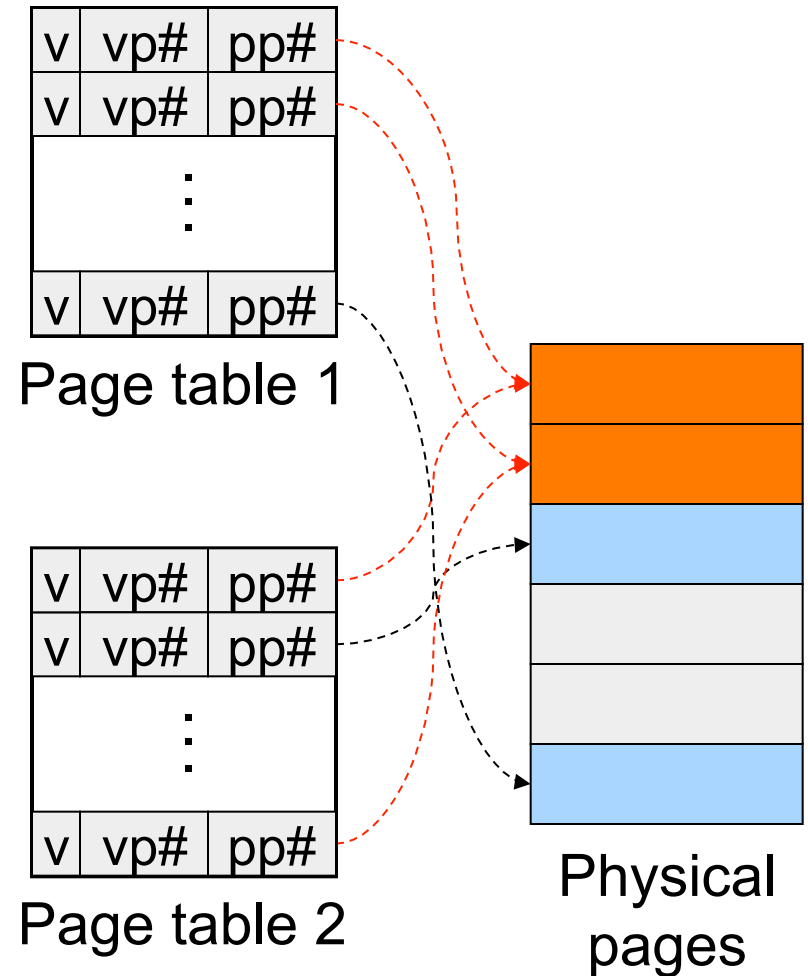 v vp# pp#
v vp# pp#
⋮
v vp# pp#
Page table 1
v vp# pp#
v vp# pp#
⋮
v vp# pp#
Page table 2
Physical
pages